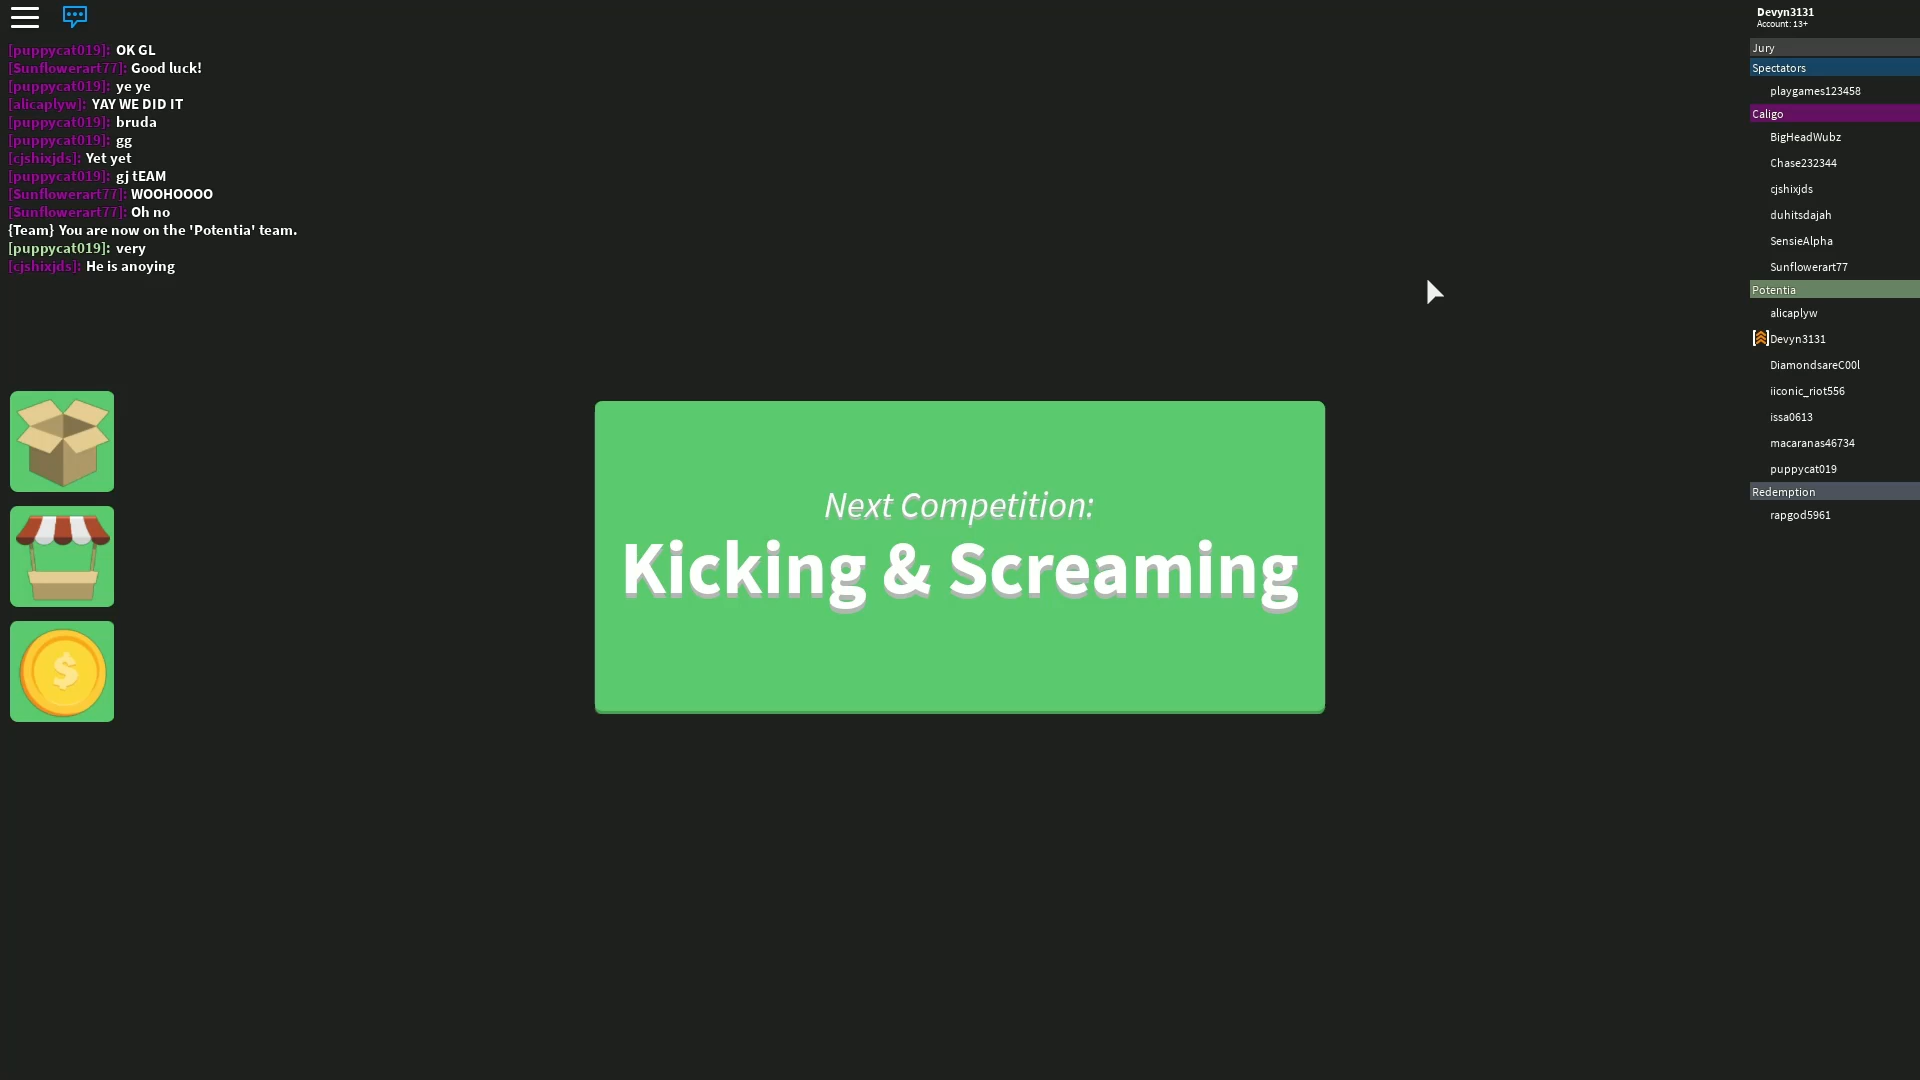 [puppycat019]: OK GL
[Sunflowerart77]: Good luck!
[puppycat019]: ye ye
[alicaplyw]: YAY WE DID IT
[puppycat019]: bruda
[puppycat019]: gg
[cjshixjds]: Yet yet
[puppycat019]: gj tEAM
[Sunflowerart77]: WOOHOOOO
[Sunflowerart77]: Oh no
{Team} You are now on the 'Potentia' team.
[puppycat019]: very
[cjshixjds]: He is anoying
$
Next Competition:
Kicking & Screaming
Devyn3131
Account: 13+
Jury
Spectators
playgames123458
Caligo
BigHeadWubz
Chase232344
cjshixjds
duhitsdajah
SensieAlpha
Sunflowerart77
Potentia
alicaplyw
Devyn3131
DiamondsareC00l
iiconic_riot556
issa0613
macaranas46734
puppycat019
Redemption
rapgod5961